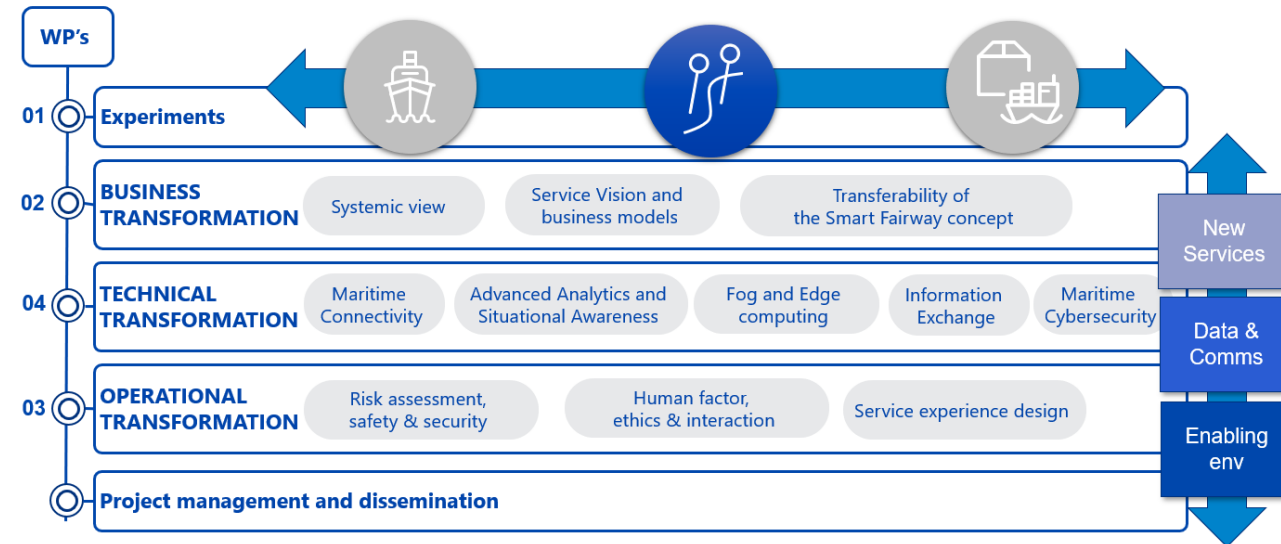 WP's
01
Experiments
02
BUSINESS
TRANSFORMATION
Systemic view
Service Vision and
business models
Transferability of
the Smart Fairway concept
New
Services
04
TECHNICAL
TRANSFORMATION
Maritime
Connectivity
Advanced Analytics and
Situational Awareness
Fog and Edge
computing
Information
Exchange
Maritime
Cybersecurity
Data &
Comms
03
OPERATIONAL
TRANSFORMATION
Risk assessment,
safety & security
Human factor,
ethics & interaction
Service experience design
Enabling
env
Project management and dissemination